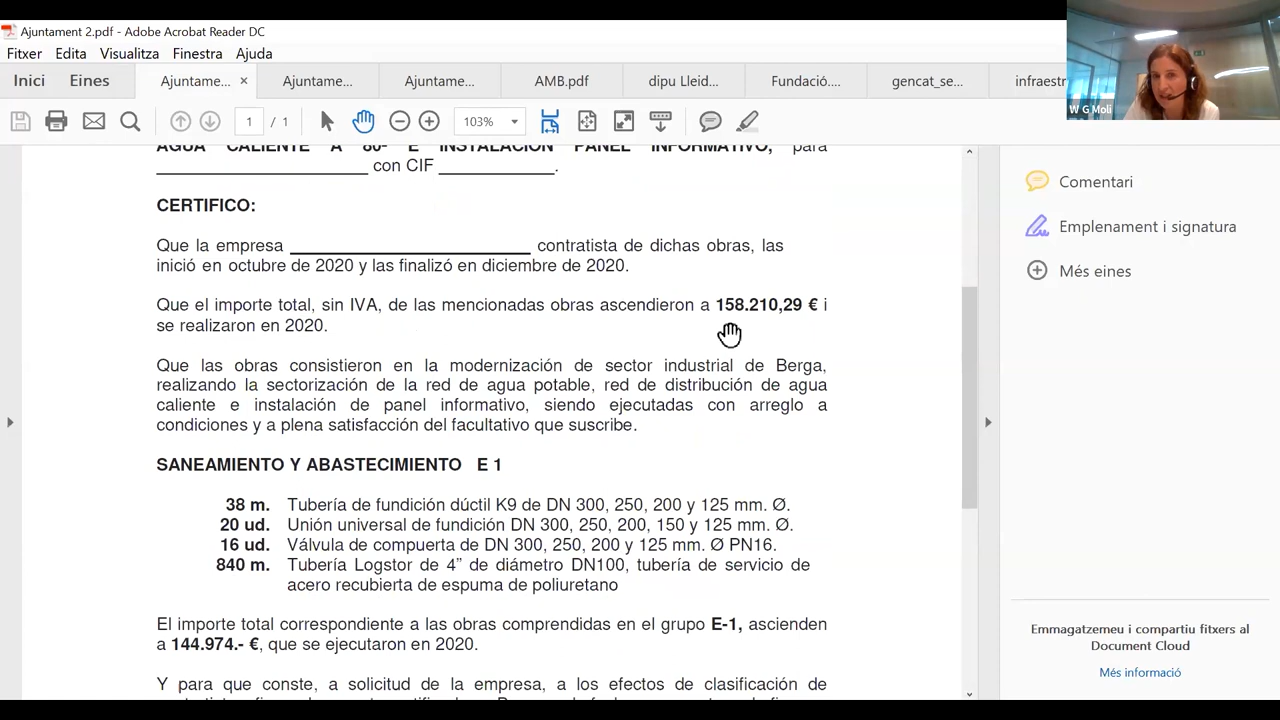 Ajuntament 2.pdf - Adobe Acrobat Reader DC
Fitxer Edita Visualitza Finestra Ajuda
Inici Eines Ajuntame... × Ajuntame... Ajuntame... AMB.pdf dipu Lleid... Fundació.... gencat_se... infraestr
1 / 1 103%
W G Moli
AGUA CALIENTE A 80- E INSTALACIÓN PANEL INFORMATIVO, para
____________________ con CIF ___________.
CERTIFICO:
Que la empresa ______________________ contratista de dichas obras, las
inició en octubre de 2020 y las finalizó en diciembre de 2020.
Que el importe total, sin IVA, de las mencionadas obras ascendieron a 158.210,29 € i
se realizaron en 2020.
Que las obras consistieron en la modernización de sector industrial de Berga,
realizando la sectorización de la red de agua potable, red de distribución de agua
caliente e instalación de panel informativo, siendo ejecutadas con arreglo a
condiciones y a plena satisfacción del facultativo que suscribe.
SANEAMIENTO Y ABASTECIMIENTO E 1
38 m. Tubería de fundición dúctil K9 de DN 300, 250, 200 y 125 mm. Ø.
20 ud. Unión universal de fundición DN 300, 250, 200, 150 y 125 mm. Ø.
16 ud. Válvula de compuerta de DN 300, 250, 200 y 125 mm. Ø PN16.
840 m. Tubería Logstor de 4” de diámetro DN100, tubería de servicio de
acero recubierta de espuma de poliuretano
El importe total correspondiente a las obras comprendidas en el grupo E-1, ascienden
a 144.974.- €, que se ejecutaron en 2020.
Y para que conste, a solicitud de la empresa, a los efectos de clasificación de
Comentari
Emplenament i signatura
Més eines
Emmagatzemeu i compartiu fitxers al
Document Cloud
Més informació